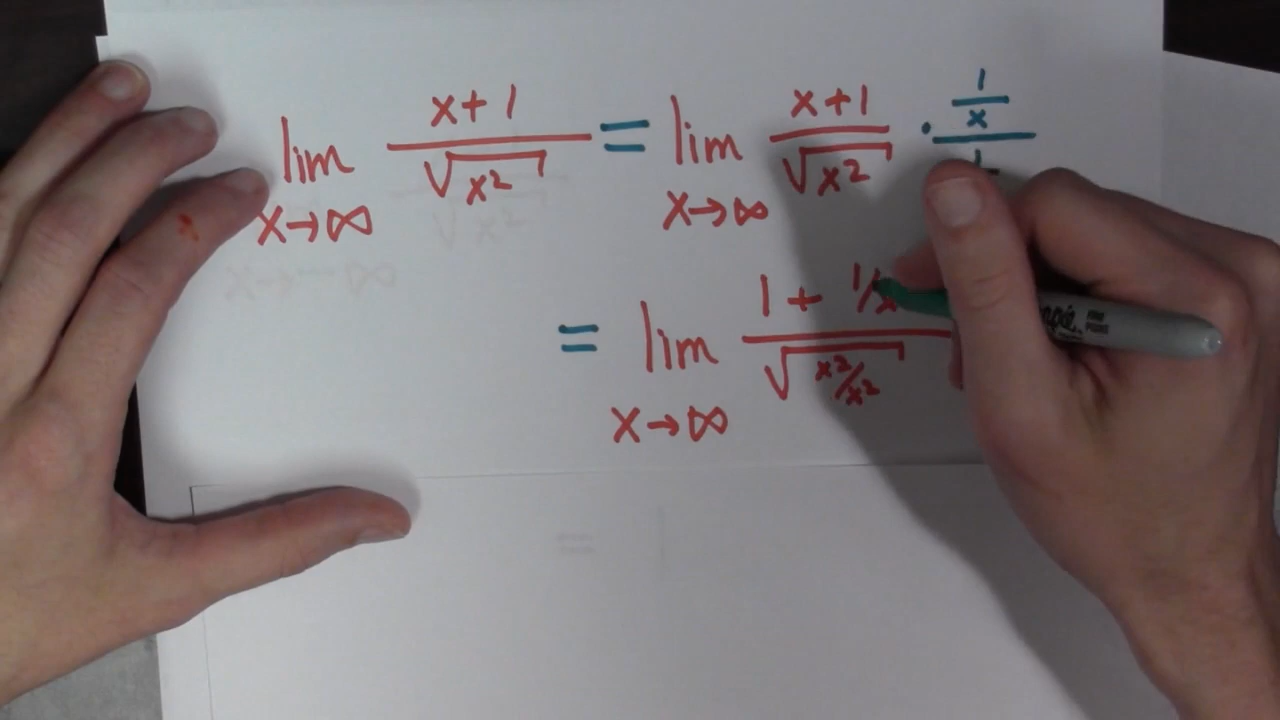 lim x→∞ (x+1)/√(x²) = lim x→∞ (x+1)/√(x²) · (1/x)/
= lim x→∞ (1 + 1/x)/√(x²/x²)